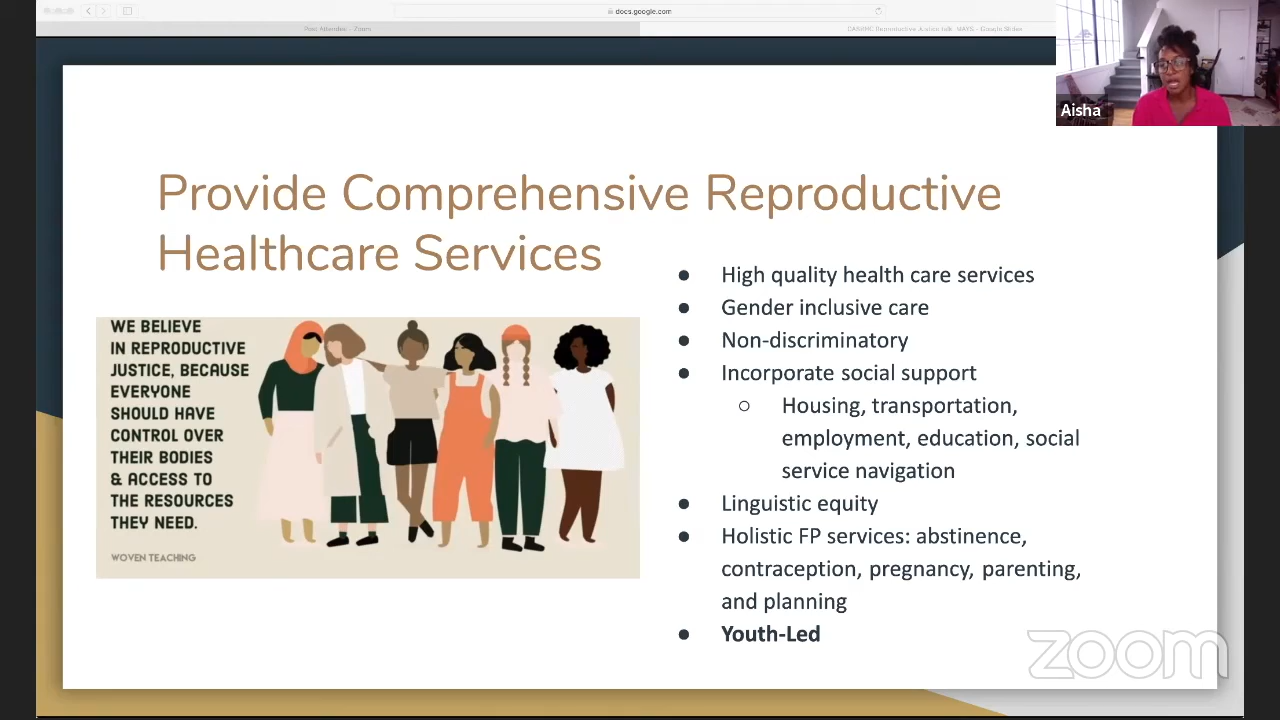 docs.google.com
Post Attendee - Zoom
Aisha
Provide Comprehensive Reproductive
Healthcare Services
WE BELIEVE
IN REPRODUCTIVE
JUSTICE, BECAUSE
EVERYONE
SHOULD HAVE
CONTROL OVER
THEIR BODIES
& ACCESS TO
THE RESOURCES
THEY NEED.
WOVEN TEACHING
● High quality health care services
● Gender inclusive care
● Non-discriminatory
● Incorporate social support
○ Housing, transportation,
employment, education, social
service navigation
● Linguistic equity
● Holistic FP services: abstinence,
contraception, pregnancy, parenting,
and planning
● Youth-Led
zoom